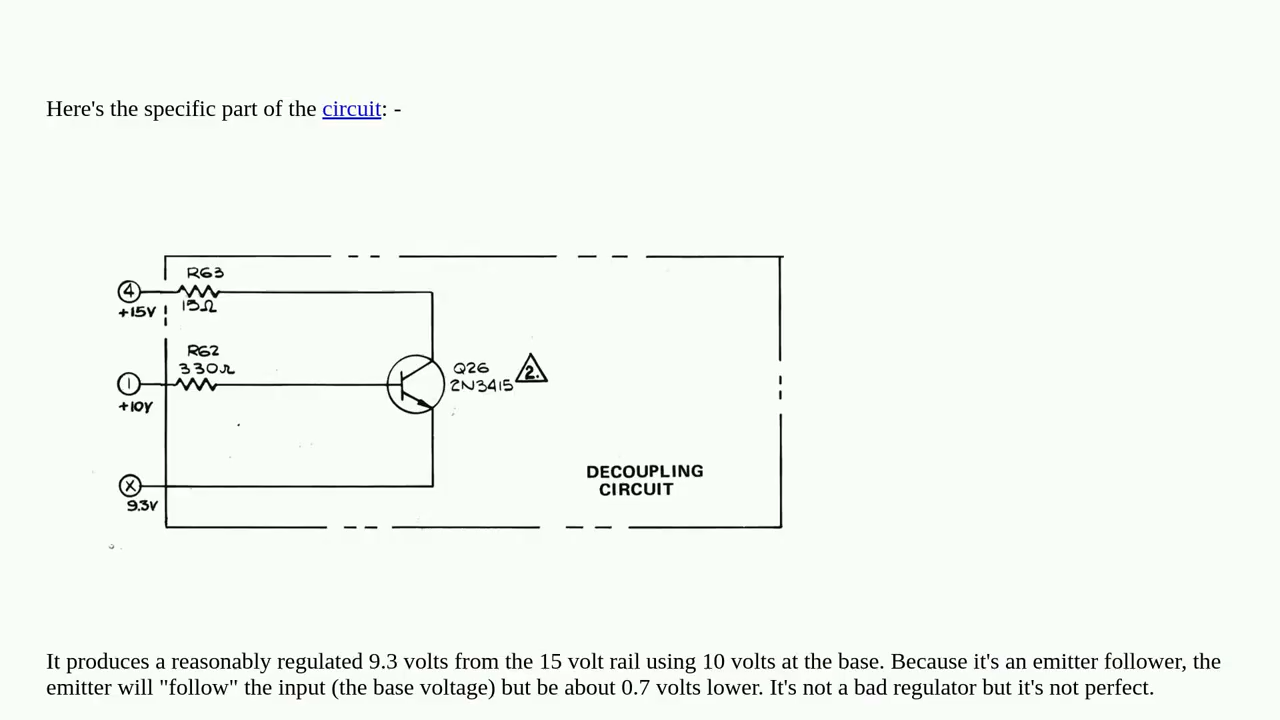 Here's the specific part of the circuit: -
R63
4
15Ω
+15V
R62
330Ω
1
+10V
Q26
2N3415
2.
DECOUPLING
CIRCUIT
X
9.3V
It produces a reasonably regulated 9.3 volts from the 15 volt rail using 10 volts at the base. Because it's an emitter follower, the
emitter will "follow" the input (the base voltage) but be about 0.7 volts lower. It's not a bad regulator but it's not perfect.